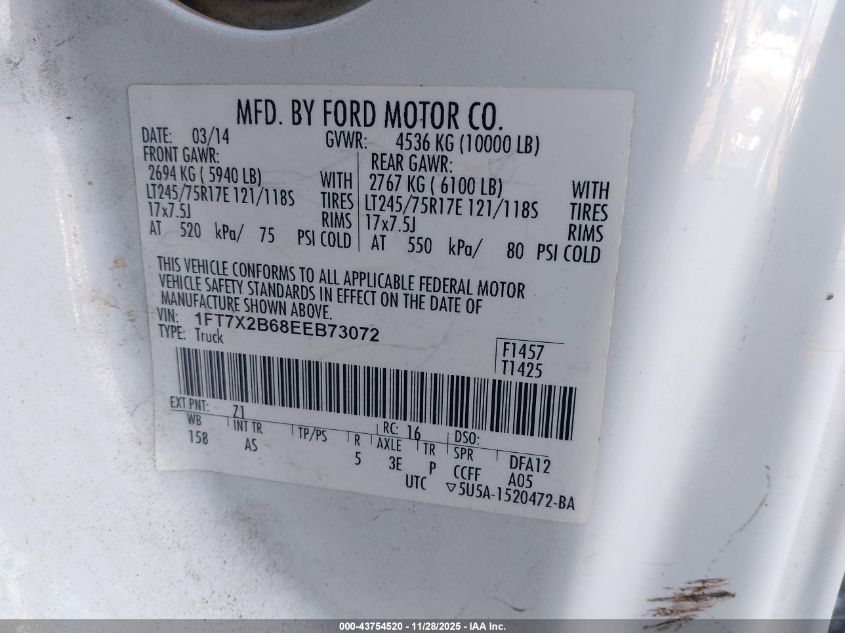 MFD. BY FORD MOTOR CO.
DATE: 03/14 GVWR: 4536 KG (10000 LB)
FRONT GAWR: REAR GAWR:
2694 KG ( 5940 LB) WITH 2767 KG ( 6100 LB) WITH
LT245/75R17E 121/118S TIRES LT245/75R17E 121/118S TIRES
17x7.5J RIMS 17x7.5J RIMS
AT 520 kPa/ 75 PSI COLD AT 550 kPa/ 80 PSI COLD
THIS VEHICLE CONFORMS TO ALL APPLICABLE FEDERAL MOTOR
VEHICLE SAFETY STANDARDS IN EFFECT ON THE DATE OF
MANUFACTURE SHOWN ABOVE.
VIN: 1FT7X2B68EEB73072
TYPE: Truck
F1457
T1425
EXT PNT: Z1 RC: 16 DSO:
WB INT TR TP/PS R AXLE TR SPR DFA12
158 AS 5 3E P CCFF A05
UTC ▽5U5A-1520472-BA
000-43754520 | 11/28/2025 - IAA Inc.